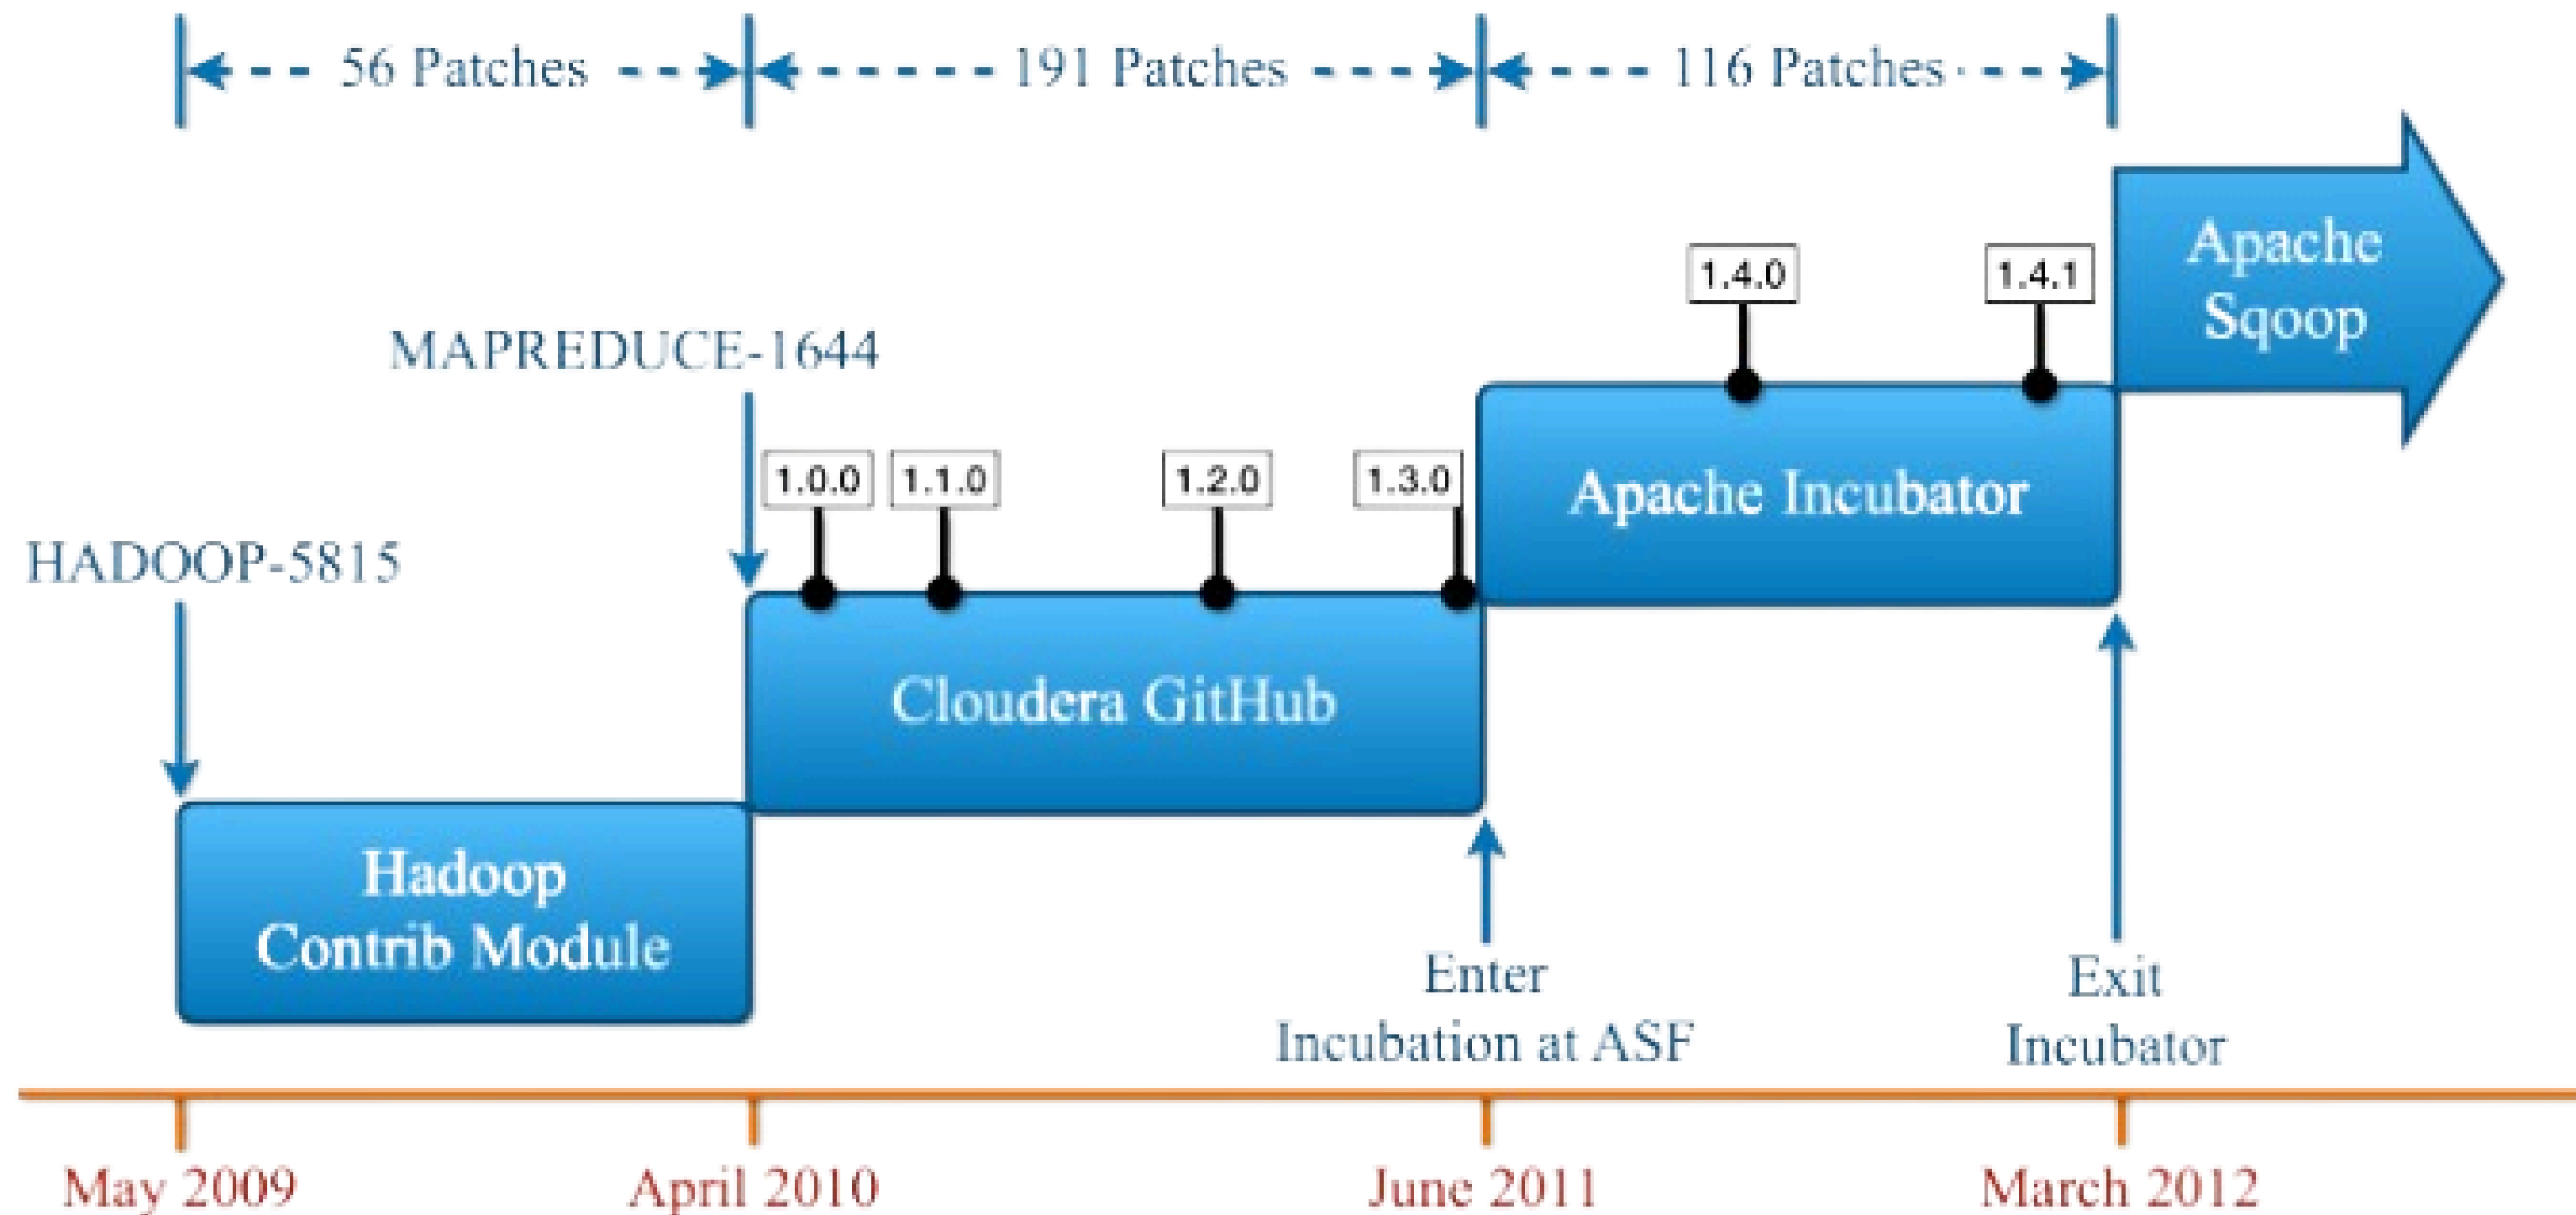 56 Patches
191 Patches
116 Patches
Apache
Sqoop
1.4.0
1.4.1
MAPREDUCE-1644
1.0.0
1.1.0
1.2.0
1.3.0
Apache Incubator
HADOOP-5815
Cloudera GitHub
Hadoop
Contrib Module
Enter
Incubation at ASF
Exit
Incubator
May 2009
April 2010
June 2011
March 2012